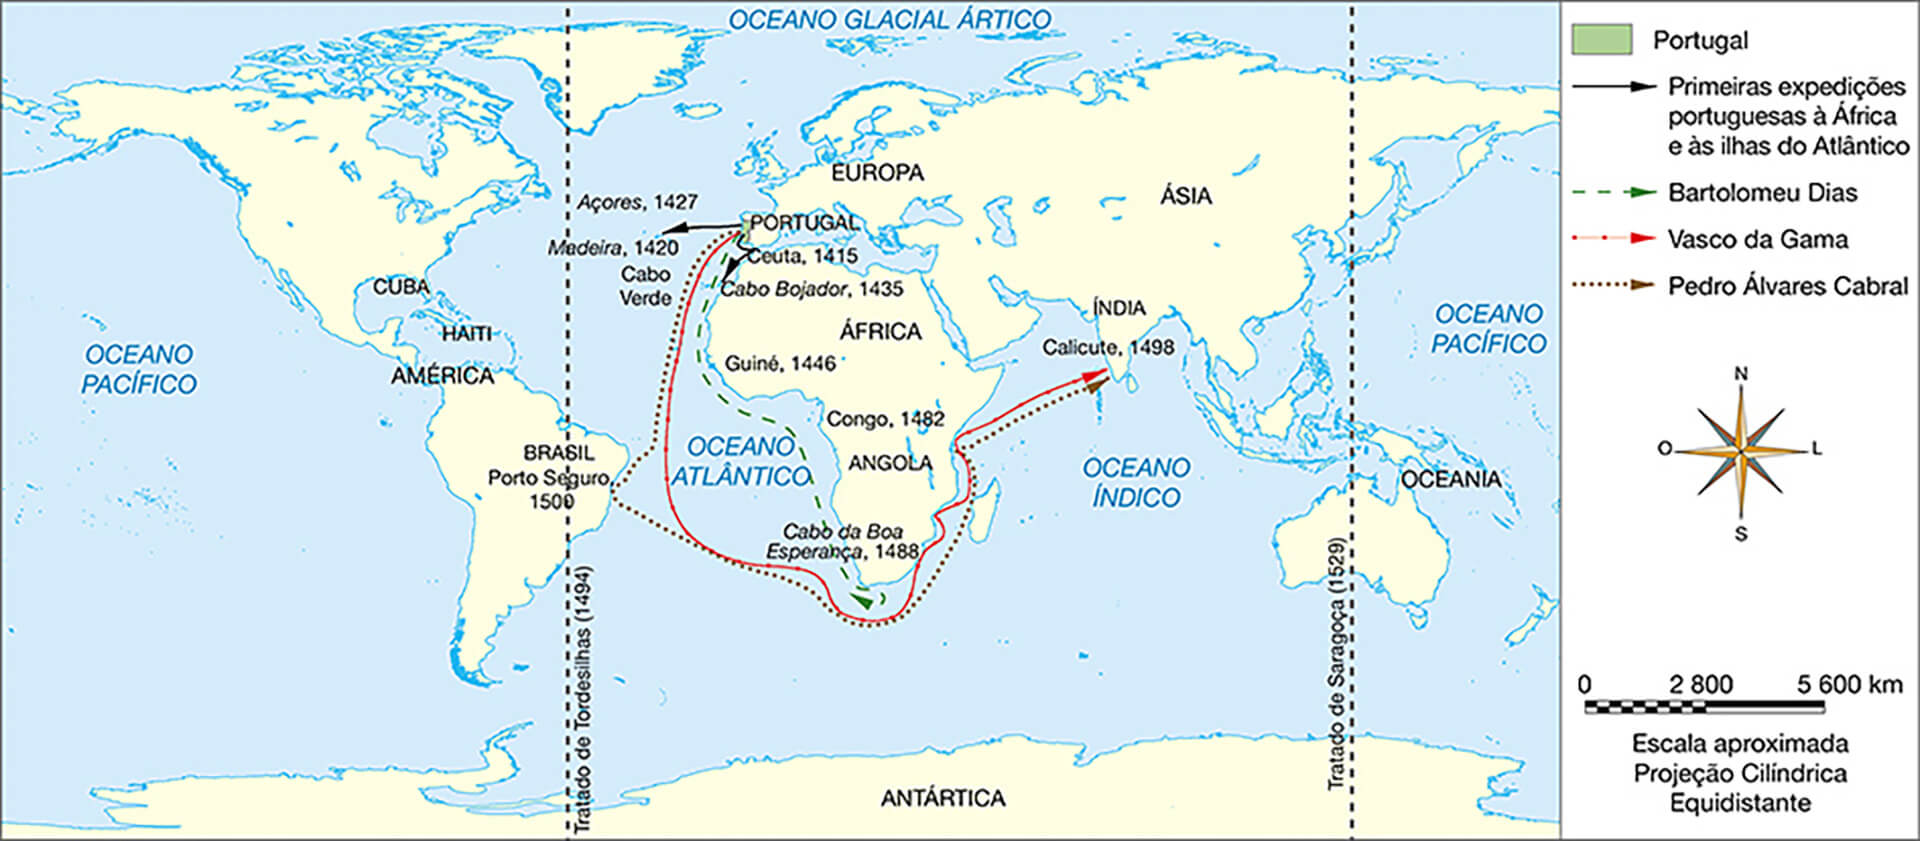 OCEANO GLACIAL ÁRTICO
EUROPA
ÁSIA
Açores, 1427
PORTUGAL
Madeira, 1420
Ceuta, 1415
Cabo
Verde
Cabo Bojador, 1435
CUBA
HAITI
AMÉRICA
ÁFRICA
ÍNDIA
Calicute, 1498
OCEANO
PACÍFICO
OCEANO
PACÍFICO
Guiné, 1446
Congo, 1482
OCEANO
ATLÂNTICO
ANGOLA
BRASIL
Porto Seguro,
1500
OCEANO
ÍNDICO
OCEANIA
Cabo da Boa
Esperança, 1488
Tratado de Tordesilhas (1494)
Tratado de Saragoça (1529)
ANTÁRTICA
Portugal
Primeiras expedições
portuguesas à África
e às ilhas do Atlântico
Bartolomeu Dias
Vasco da Gama
Pedro Álvares Cabral
N
O
L
S
0 2 800 5 600 km
Escala aproximada
Projeção Cilíndrica
Equidistante